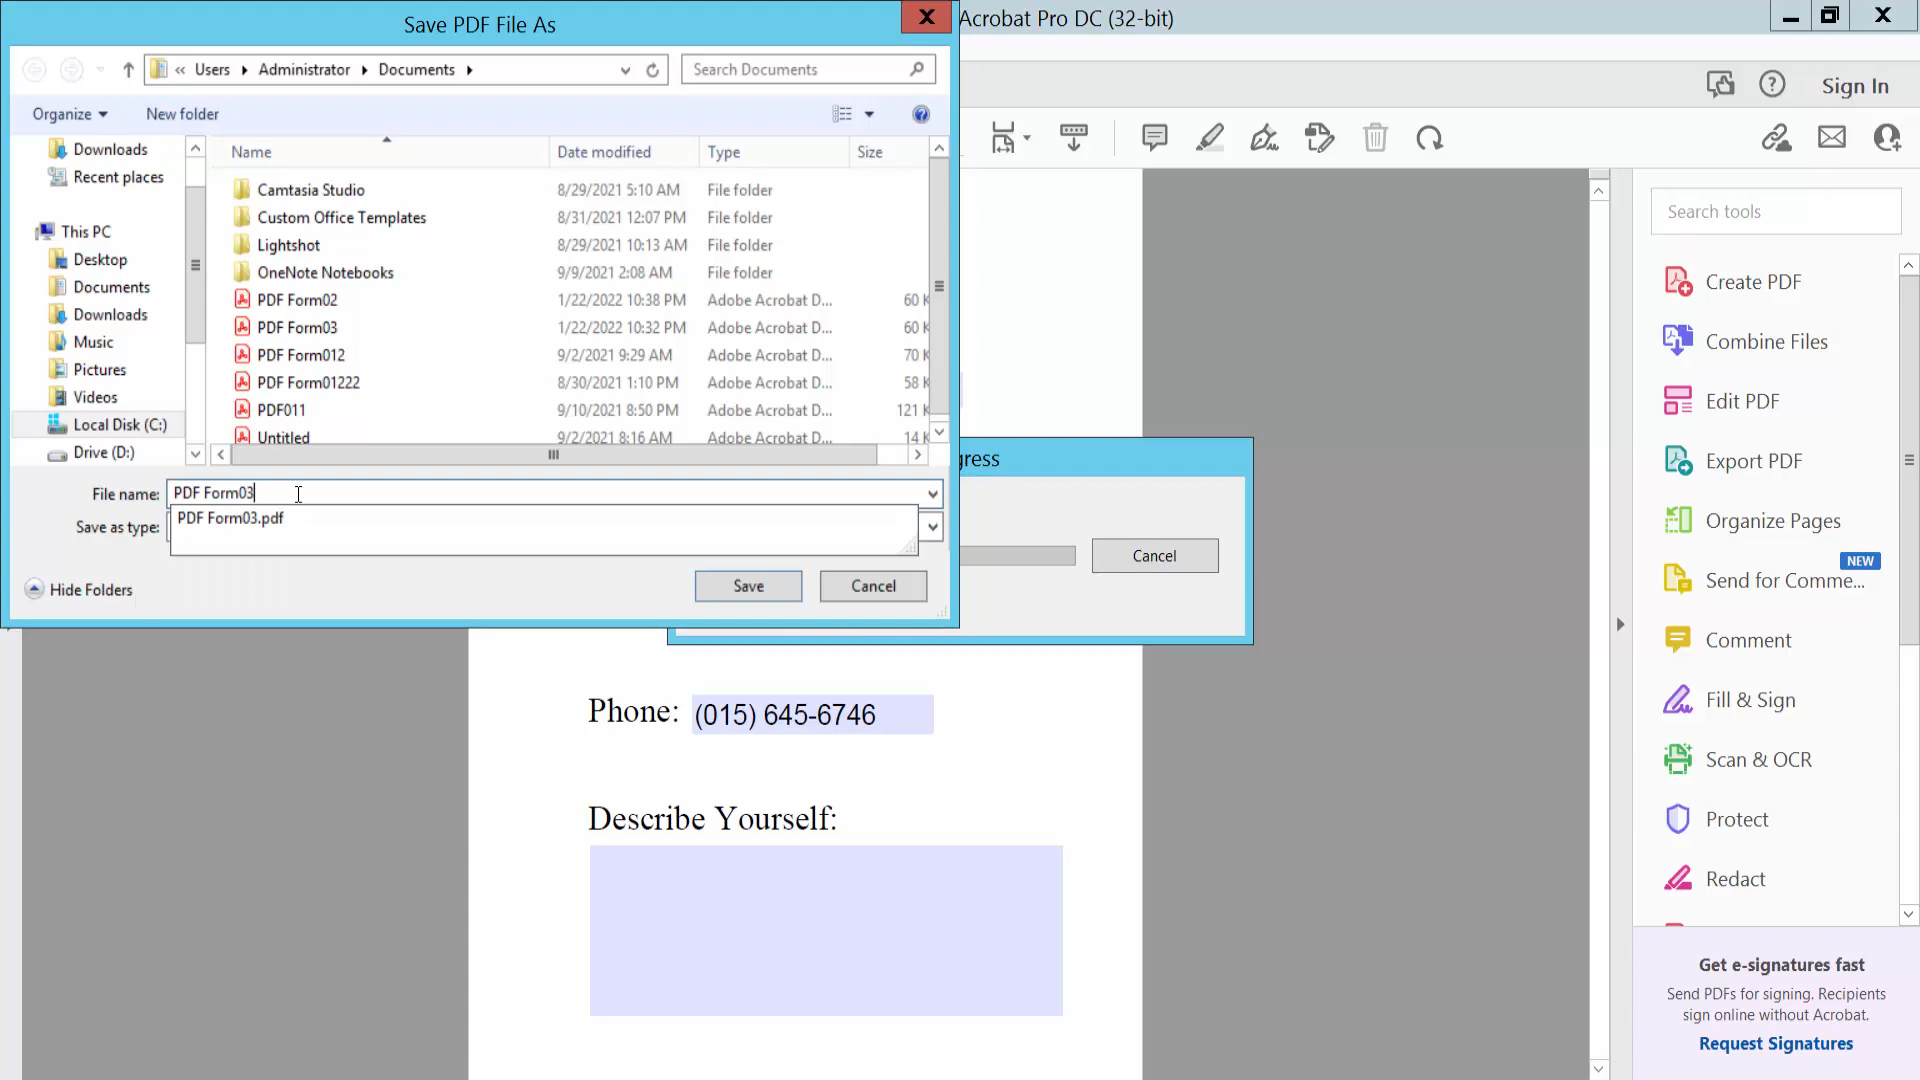 Save PDF File As
Acrobat Pro DC (32-bit)
« Users Administrator Documents
Search Documents
Sign In
Organize
New folder
Name Date modified Type Size
Downloads
Recent places
This PC
Desktop
Documents
Downloads
Music
Pictures
Videos
Local Disk (C:)
Drive (D:)
Camtasia Studio 8/29/2021 5:10 AM File folder
Custom Office Templates 8/31/2021 12:07 PM File folder
Lightshot 8/29/2021 10:13 AM File folder
OneNote Notebooks 9/9/2021 2:08 AM File folder
PDF Form02 1/22/2022 10:38 PM Adobe Acrobat D... 60 K
PDF Form03 1/22/2022 10:32 PM Adobe Acrobat D... 60 K
PDF Form012 9/2/2021 9:29 AM Adobe Acrobat D... 70 K
PDF Form01222 8/30/2021 1:10 PM Adobe Acrobat D... 58 K
PDF011 9/10/2021 8:50 PM Adobe Acrobat D... 121 K
Untitled 9/2/2021 8:16 AM Adobe Acrobat D... 14 K
File name: PDF Form03
PDF Form03.pdf
Save as type:
Hide Folders
Save
Cancel
gress
Cancel
Phone: (015) 645-6746
Describe Yourself:
Search tools
Create PDF
Combine Files
Edit PDF
Export PDF
Organize Pages
NEW
Send for Comme...
Comment
Fill & Sign
Scan & OCR
Protect
Redact
Get e-signatures fast
Send PDFs for signing. Recipients
sign online without Acrobat.
Request Signatures